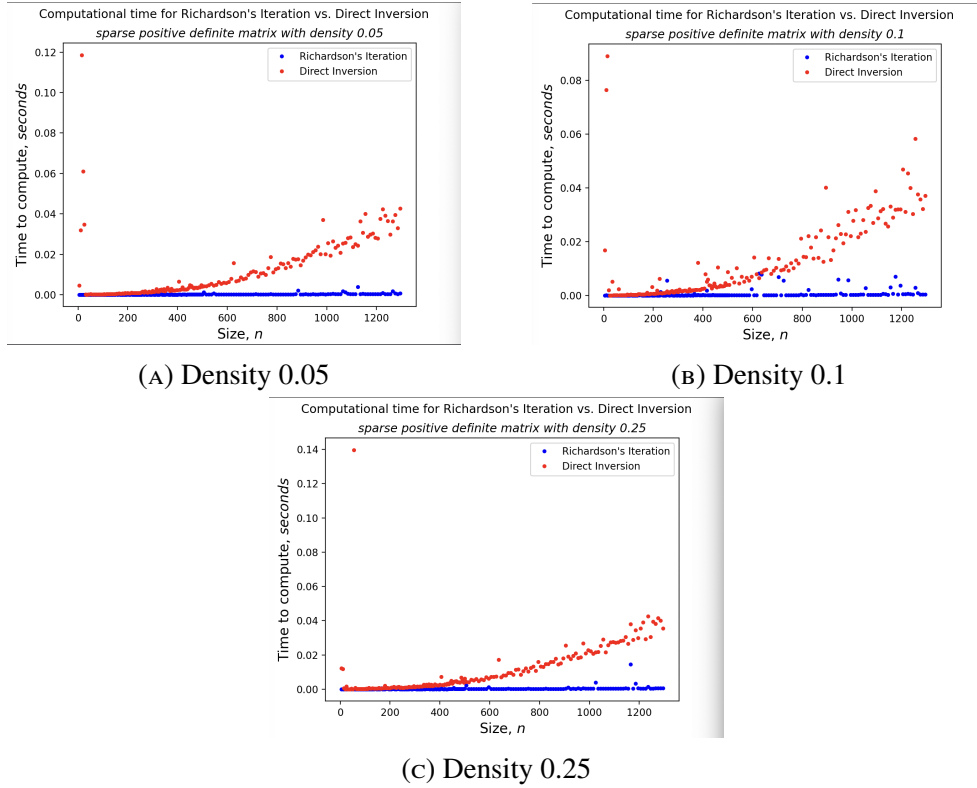 Computational time for Richardson's Iteration vs. Direct Inversion
sparse positive definite matrix with density 0.05
Richardson's Iteration
Direct Inversion
Time to compute, seconds
0.12
0.10
0.08
0.06
0.04
0.02
0.00
0 200 400 600 800 1000 1200
Size, n
(A) Density 0.05
Computational time for Richardson's Iteration vs. Direct Inversion
sparse positive definite matrix with density 0.1
Richardson's Iteration
Direct Inversion
Time to compute, seconds
0.08
0.06
0.04
0.02
0.00
0 200 400 600 800 1000 1200
Size, n
(B) Density 0.1
Computational time for Richardson's Iteration vs. Direct Inversion
sparse positive definite matrix with density 0.25
Richardson's Iteration
Direct Inversion
Time to compute, seconds
0.14
0.12
0.10
0.08
0.06
0.04
0.02
0.00
0 200 400 600 800 1000 1200
Size, n
(C) Density 0.25